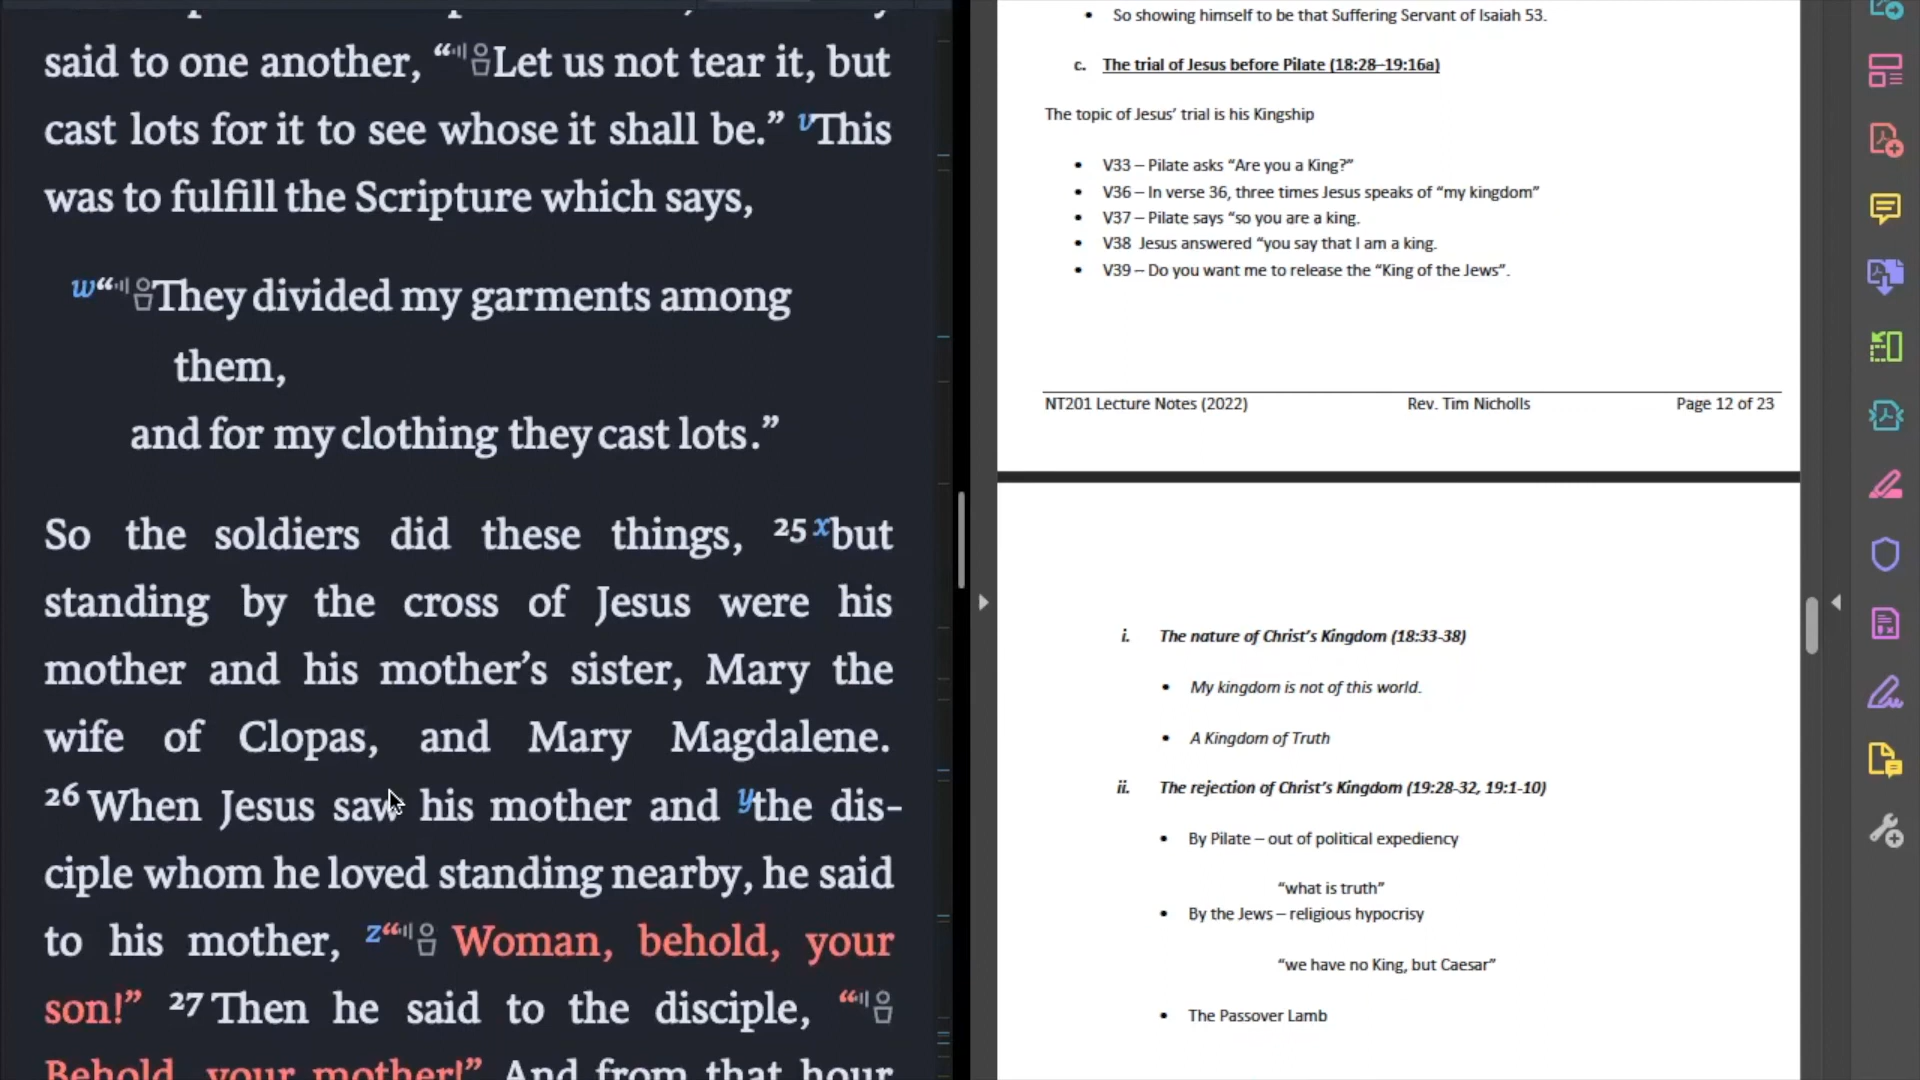 said to one another, “Let us not tear it, but
cast lots for it to see whose it shall be.” vThis
was to fulfill the Scripture which says,
w“They divided my garments among
them,
and for my clothing they cast lots.”
So the soldiers did these things, 25 xbut
standing by the cross of Jesus were his
mother and his mother’s sister, Mary the
wife of Clopas, and Mary Magdalene.
26 When Jesus saw his mother and ythe dis-
ciple whom he loved standing nearby, he said
to his mother, z“Woman, behold, your
son!” 27 Then he said to the disciple, “
Behold, your mother!” And from that hour
So showing himself to be that Suffering Servant of Isaiah 53.
c. The trial of Jesus before Pilate (18:28–19:16a)
The topic of Jesus’ trial is his Kingship
• V33 – Pilate asks “Are you a King?”
• V36 – In verse 36, three times Jesus speaks of “my kingdom”
• V37 – Pilate says “so you are a king.
• V38 Jesus answered “you say that I am a king.
• V39 – Do you want me to release the “King of the Jews”.
NT201 Lecture Notes (2022) Rev. Tim Nicholls Page 12 of 23
i. The nature of Christ’s Kingdom (18:33-38)
• My kingdom is not of this world.
• A Kingdom of Truth
ii. The rejection of Christ’s Kingdom (19:28-32, 19:1-10)
• By Pilate – out of political expediency
“what is truth”
• By the Jews – religious hypocrisy
“we have no King, but Caesar”
• The Passover Lamb